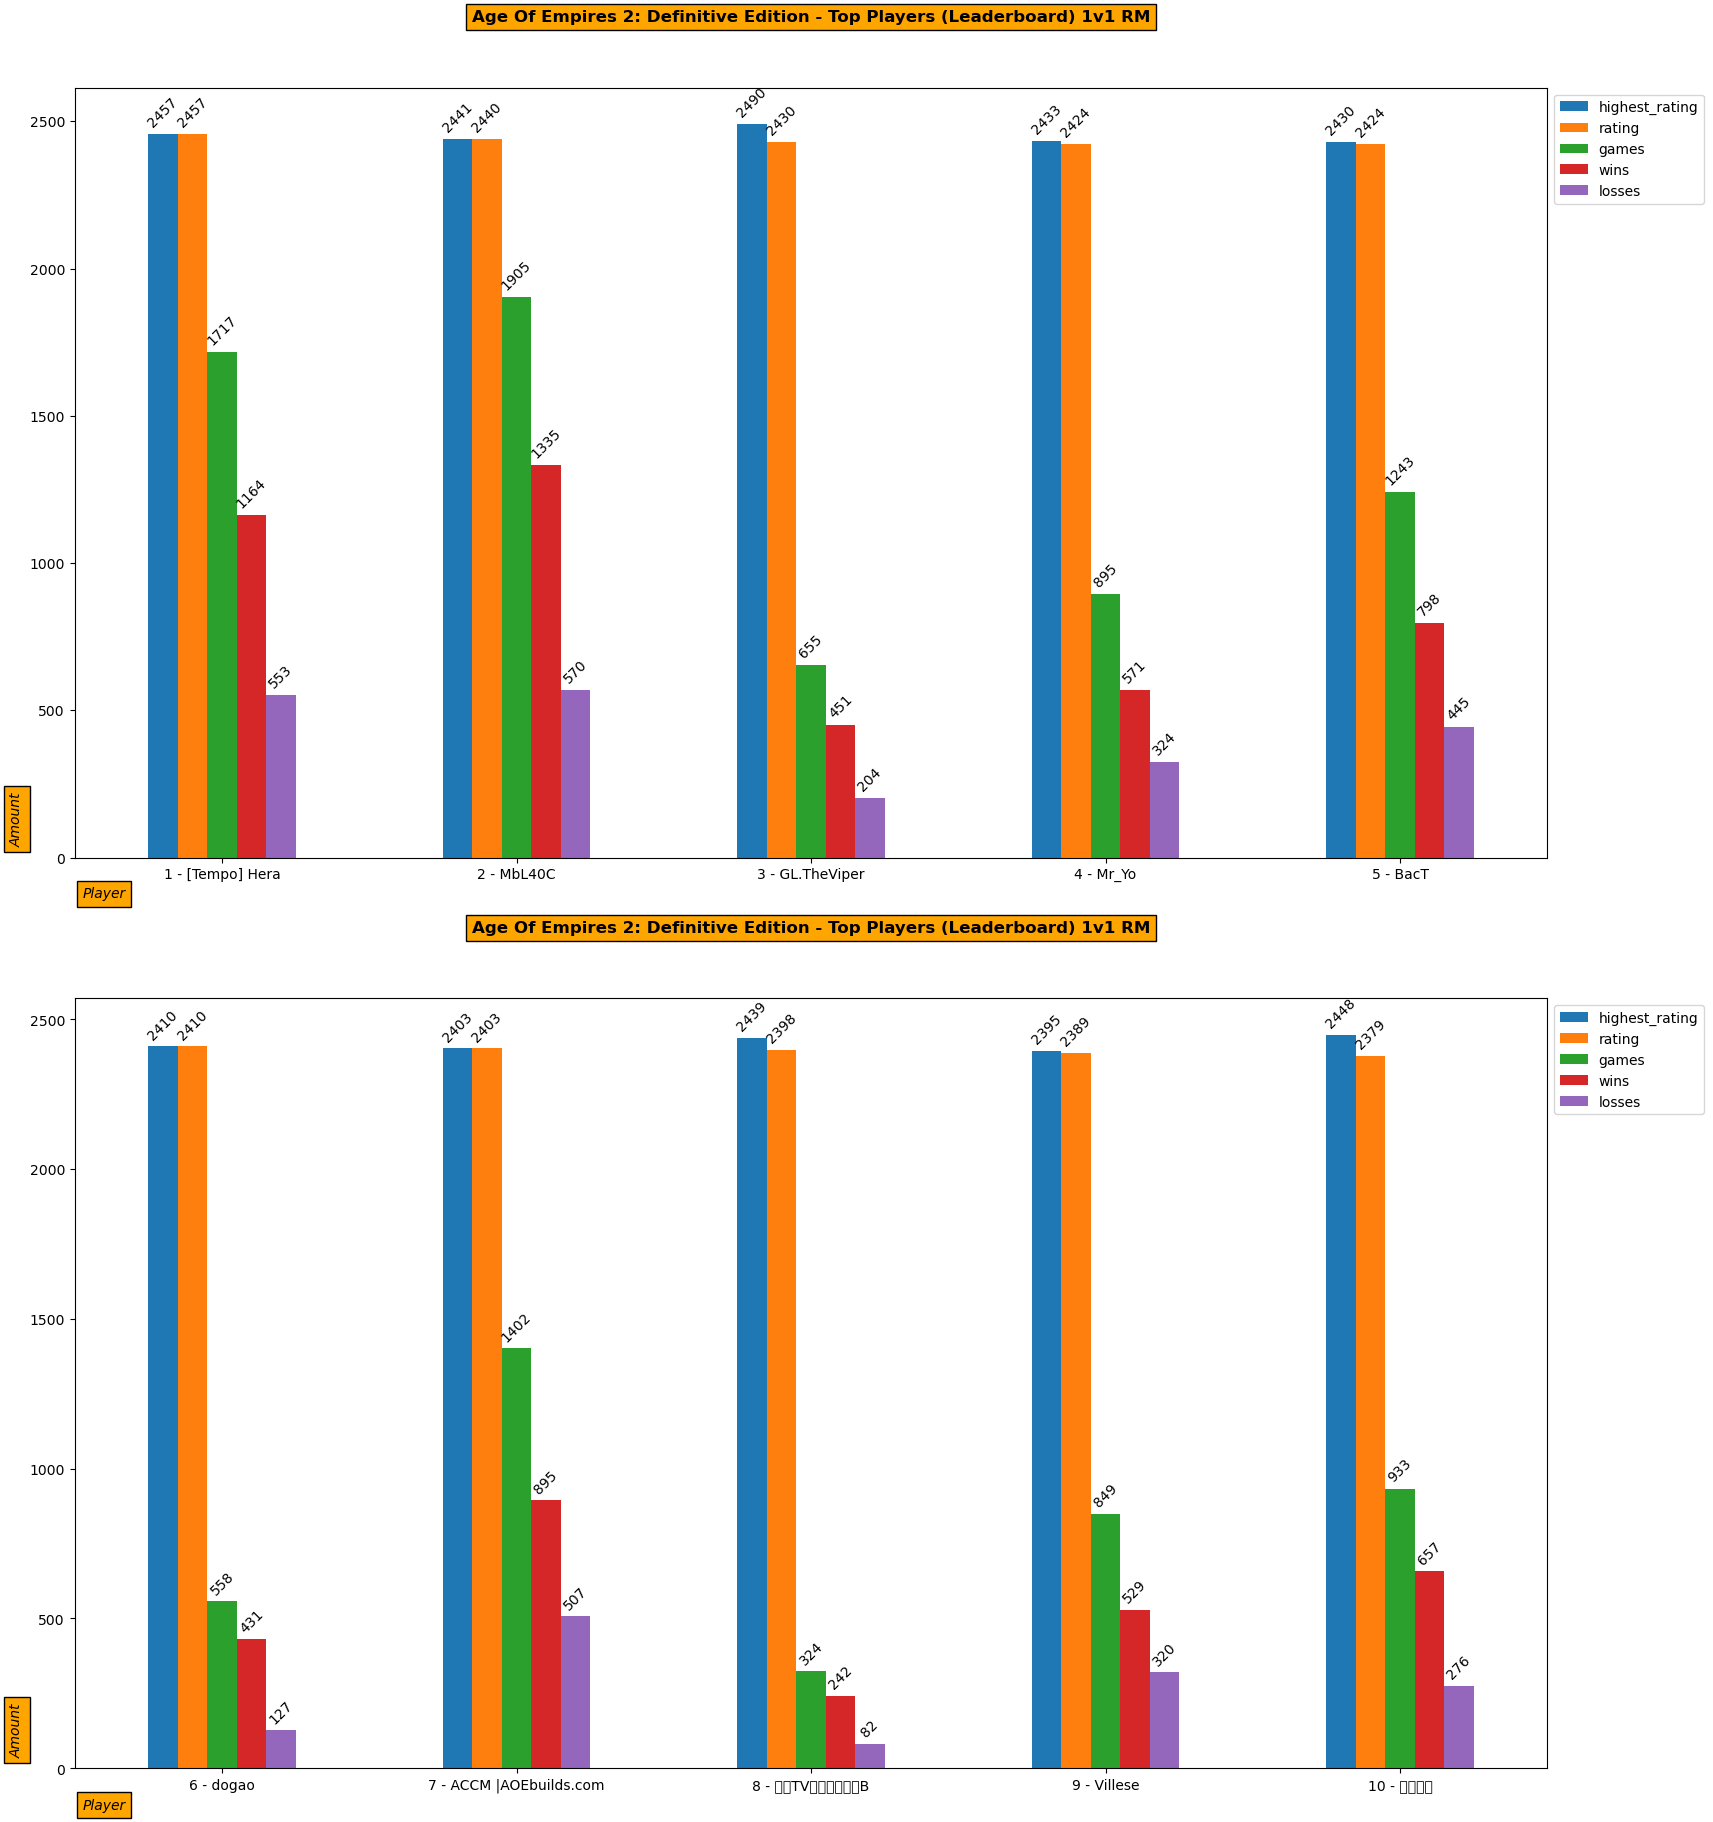 Age Of Empires 2: Definitive Edition - Top Players (Leaderboard) 1v1 RM
highest_rating
rating
games
wins
losses
2500
2000
1500
1000
500
0
Amount
2457 2457 1717 1164 553
2441 2440 1905 1335 570
2490 2430 655 451 204
2433 2424 895 571 324
2430 2424 1243 798 445
1 - [Tempo] Hera 2 - MbL40C 3 - GL.TheViper 4 - Mr_Yo 5 - BacT
Player
Age Of Empires 2: Definitive Edition - Top Players (Leaderboard) 1v1 RM
highest_rating
rating
games
wins
losses
2500
2000
1500
1000
500
0
Amount
2410 2410 558 431 127
2403 2403 1402 895 507
2439 2398 324 242 82
2395 2389 849 529 320
2448 2379 933 657 276
6 - dogao 7 - ACCM |AOEbuilds.com 8 - TV B 9 - Villese 10 -
Player